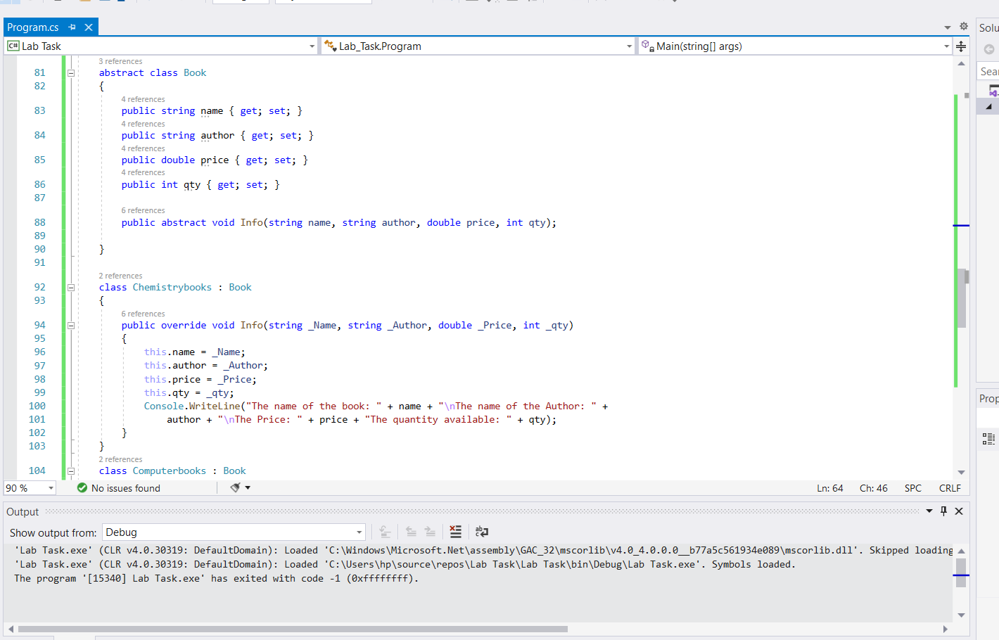 Program.cs
Solu
Lab Task
Lab_Task.Program
Main(string[] args)
Sear
3 references
81 abstract class Book
82 {
4 references
83 public string name { get; set; }
4 references
84 public string author { get; set; }
4 references
85 public double price { get; set; }
4 references
86 public int qty { get; set; }
87
6 references
88 public abstract void Info(string name, string author, double price, int qty);
89
90 }
91
2 references
92 class Chemistrybooks : Book
93 {
6 references
94 public override void Info(string _Name, string _Author, double _Price, int _qty)
95 {
96 this.name = _Name;
97 this.author = _Author;
98 this.price = _Price;
99 this.qty = _qty;
100 Console.WriteLine("The name of the book: " + name + "\nThe name of the Author: " +
101 author + "\nThe Price: " + price + "The quantity available: " + qty);
102 }
103 }
2 references
104 class Computerbooks : Book
Prop
90 % No issues found Ln: 64 Ch: 46 SPC CRLF
Output
Show output from: Debug
'Lab Task.exe' (CLR v4.0.30319: DefaultDomain): Loaded 'C:\Windows\Microsoft.Net\assembly\GAC_32\mscorlib\v4.0_4.0.0.0__b77a5c561934e089\mscorlib.dll'. Skipped loading
'Lab Task.exe' (CLR v4.0.30319: DefaultDomain): Loaded 'C:\Users\hp\source\repos\Lab Task\Lab Task\bin\Debug\Lab Task.exe'. Symbols loaded.
The program '[15340] Lab Task.exe' has exited with code -1 (0xffffffff).